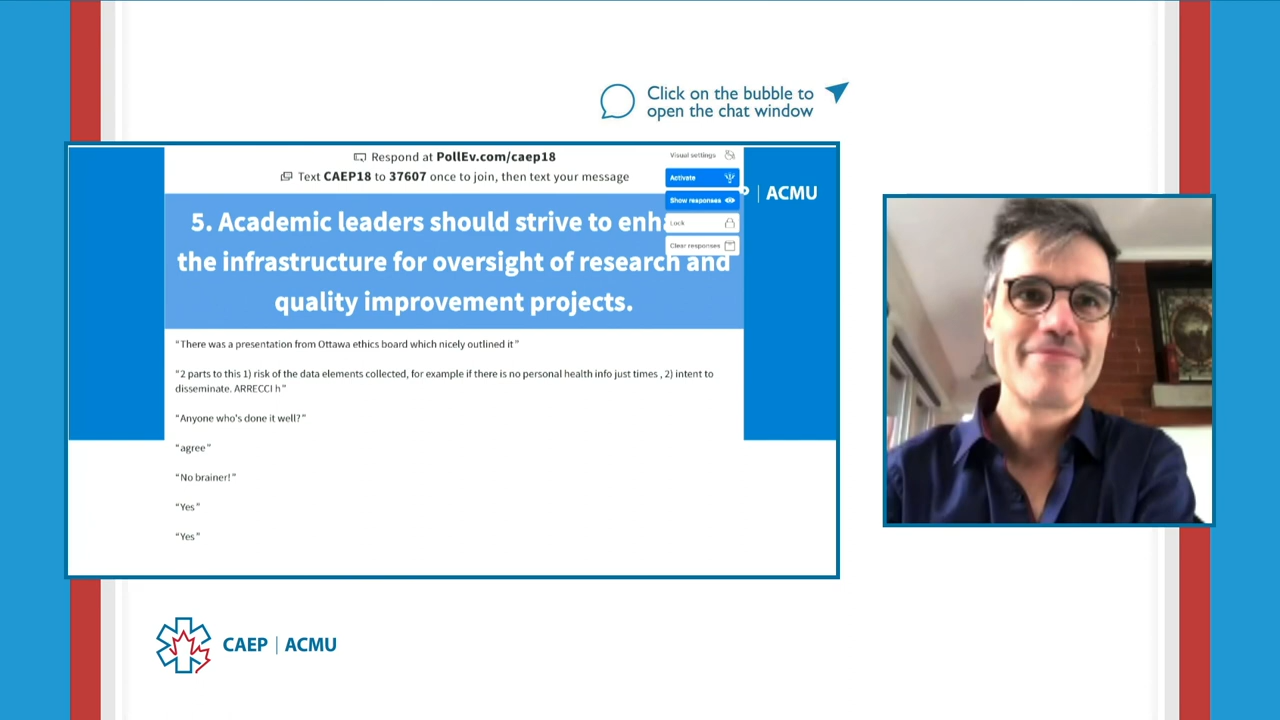 Click on the bubble to
open the chat window
Respond at PollEv.com/caep18
Text CAEP18 to 37607 once to join, then text your message
Visual settings
Activate
Show responses
Lock
Clear responses
ACMU
5. Academic leaders should strive to enh
the infrastructure for oversight of research and
quality improvement projects.
"There was a presentation from Ottawa ethics board which nicely outlined it"
"2 parts to this 1) risk of the data elements collected, for example if there is no personal health info just times , 2) intent to
disseminate. ARRECCI h"
"Anyone who's done it well?"
"agree"
"No brainer!"
"Yes"
"Yes"
CAEP | ACMU